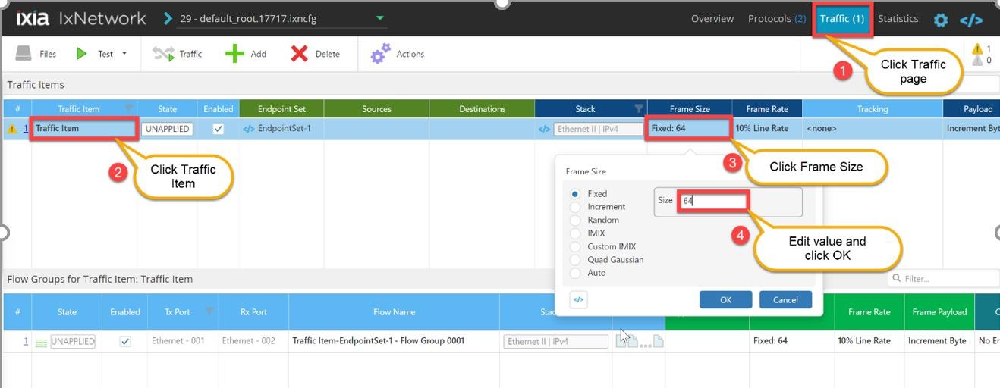 ixia IxNetwork 29 - default_root.17717.ixncfg Overview Protocols (2) Traffic (1) Statistics </>
Files Test Traffic Add Delete Actions 1
0
1
Click Traffic
page
Traffic Items
# Traffic Item State Enabled Endpoint Set Sources Destinations Stack Frame Size Frame Rate Tracking Payload
1 Traffic Item UNAPPLIED </> EndpointSet-1 </> Ethernet II | IPv4 Fixed: 64 10% Line Rate <none> Increment Byt
2
Click Traffic
Item
3
Click Frame Size
Frame Size
Fixed
Increment
Random
IMIX
Custom IMIX
Quad Gaussian
Auto
Size 64
4
Edit value and
click OK
</> OK Cancel
Flow Groups for Traffic Item: Traffic Item Filter...
# State Enabled Tx Port Rx Port Flow Name Frame Rate Frame Payload
1 UNAPPLIED Ethernet - 001 Ethernet - 002 Traffic Item-EndpointSet-1 - Flow Group 0001 Ethernet II | IPv4 ... Fixed: 64 10% Line Rate Increment Byte No Er